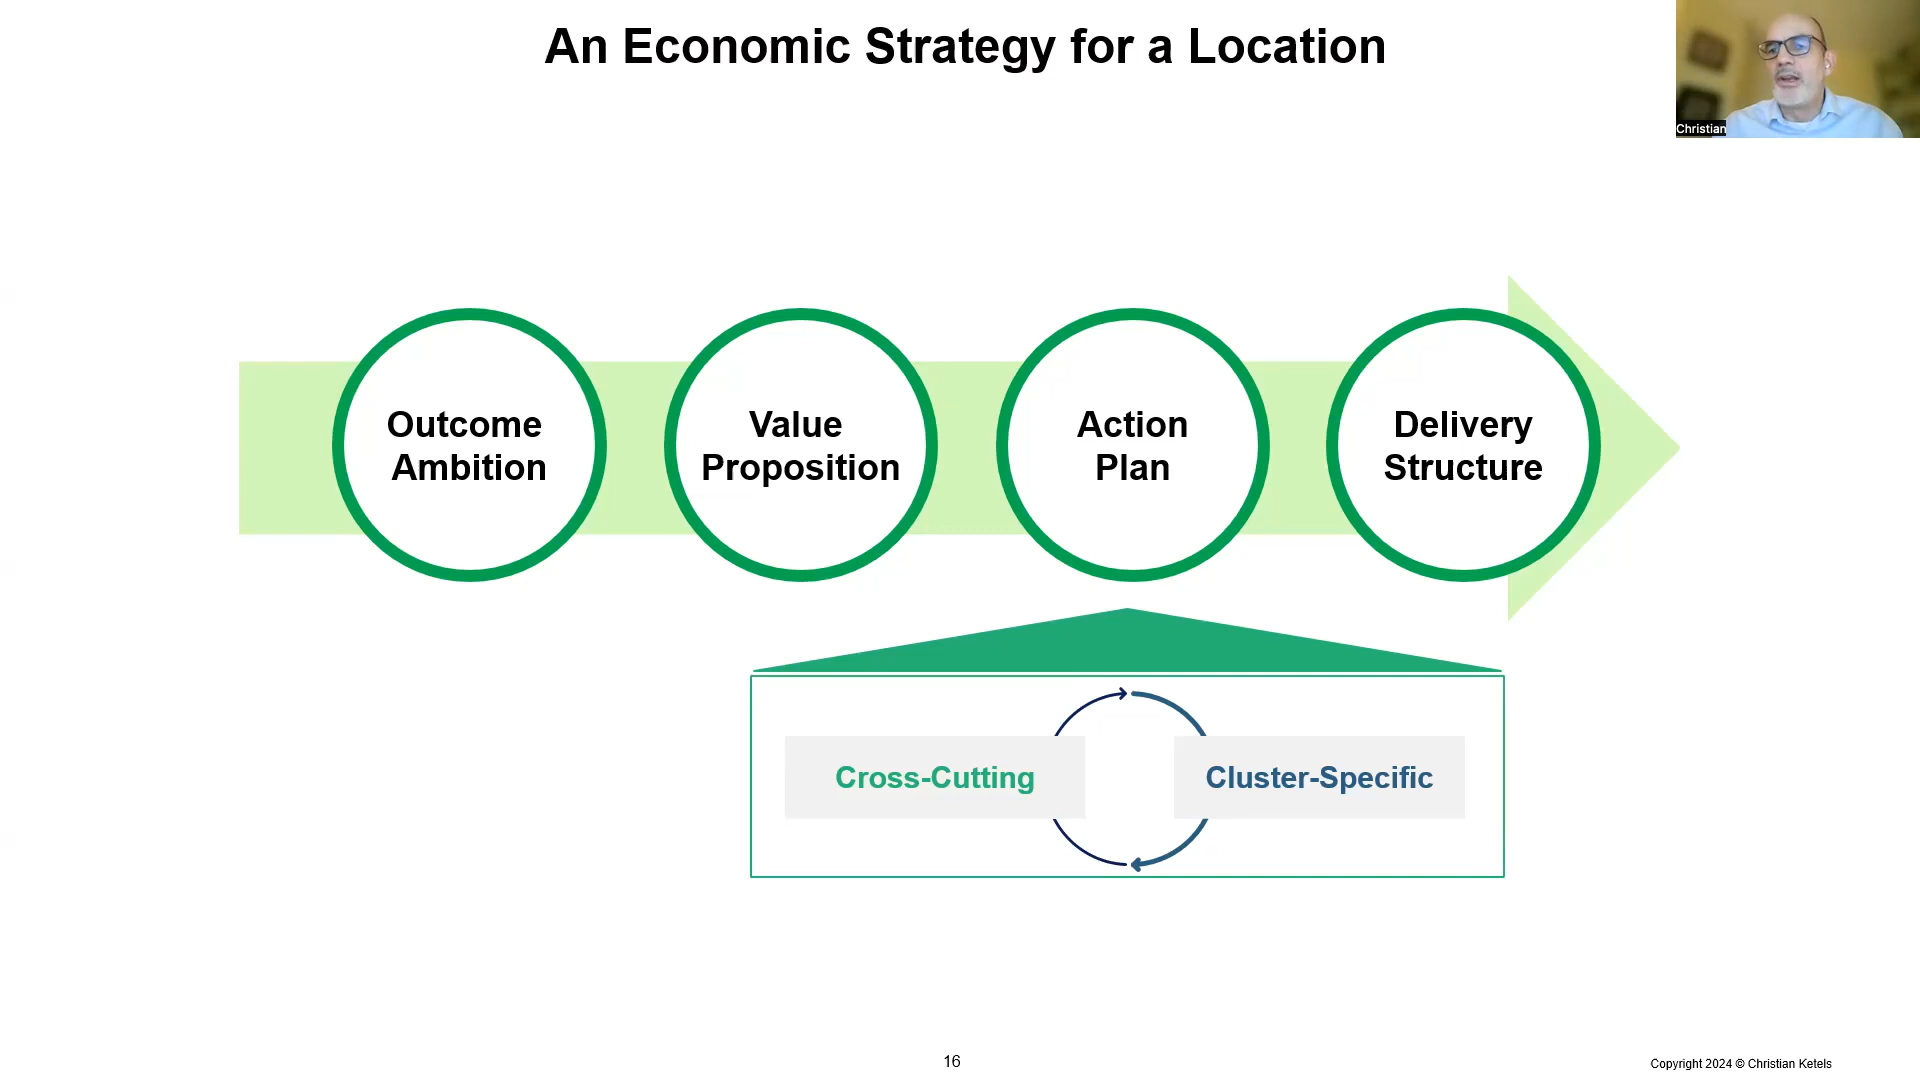 An Economic Strategy for a Location
Christian
Outcome
Ambition
Value
Proposition
Action
Plan
Delivery
Structure
Cross-Cutting
Cluster-Specific
16
Copyright 2024 © Christian Ketels